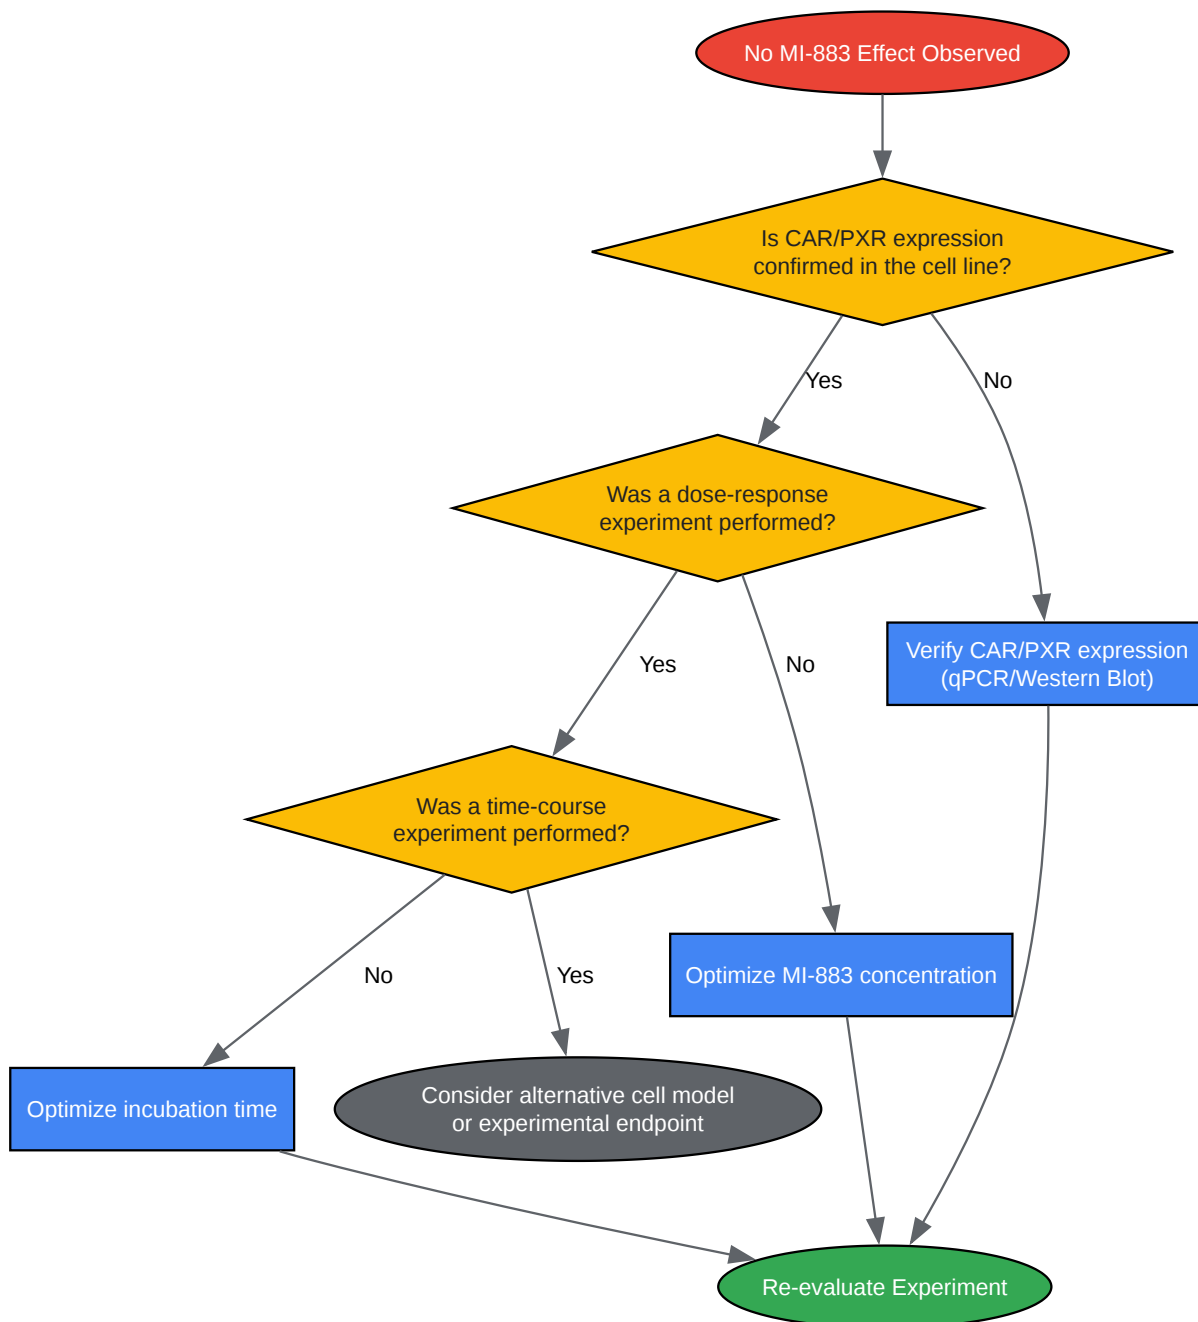 No MI-883 Effect Observed
Is CAR/PXR expression
confirmed in the cell line?
Yes
No
Was a dose-response
experiment performed?
Yes
No
Verify CAR/PXR expression
(qPCR/Western Blot)
Was a time-course
experiment performed?
No
Yes
Optimize MI-883 concentration
Optimize incubation time
Consider alternative cell model
or experimental endpoint
Re-evaluate Experiment